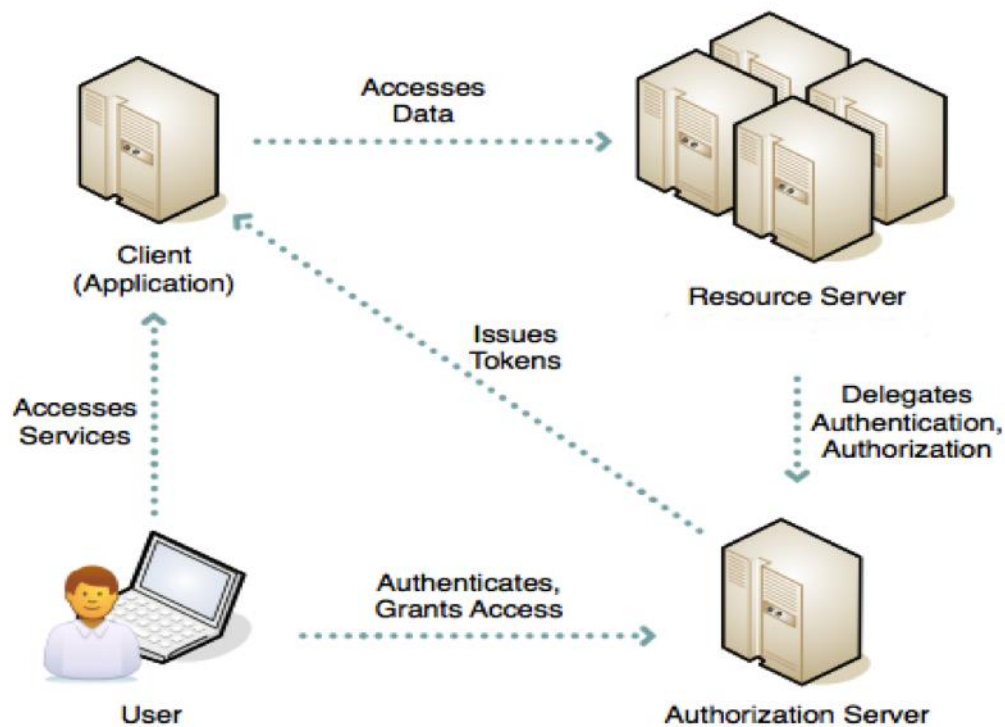 Accesses
Data
Client
(Application)
Resource Server
Issues
Tokens
Accesses
Services
Delegates
Authentication,
Authorization
Authenticates,
Grants Access
User
Authorization Server